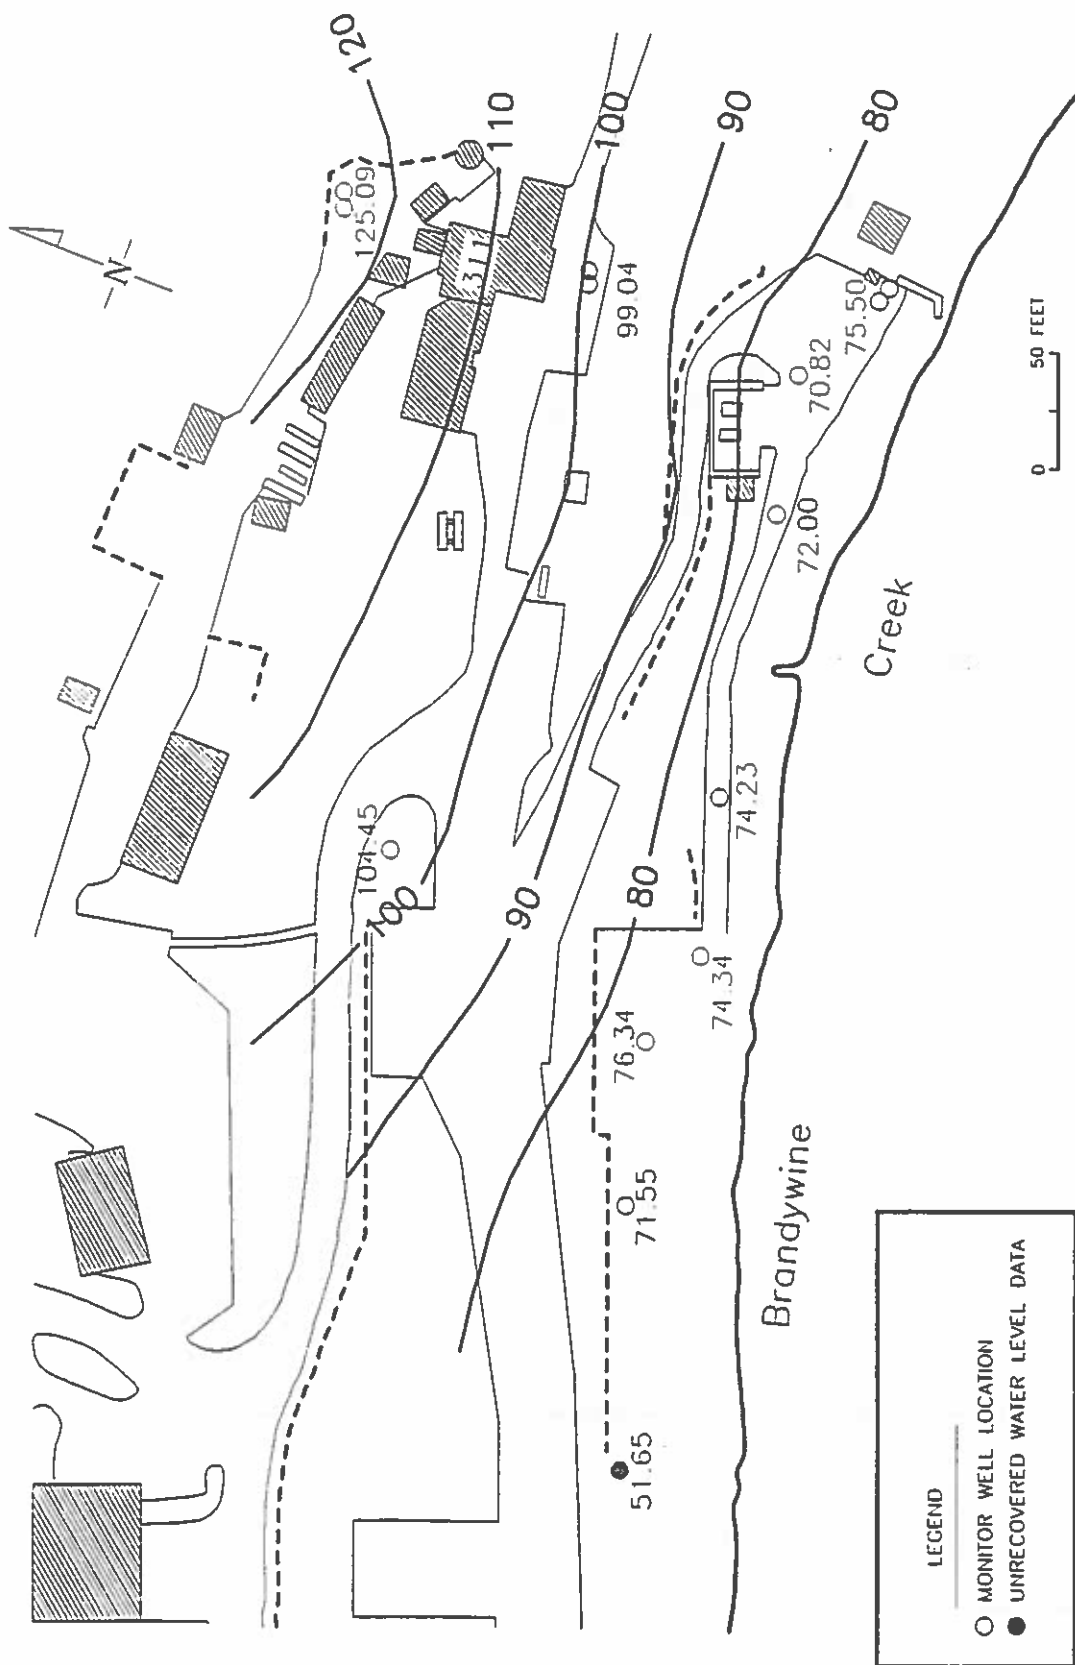 120
110
100
90
80
N
125.09
311
99.04
75.50
70.82
72.00
104.45
100
90
80
74.23
74.34
76.34
71.55
51.65
Brandywine
Creek
0 50 FEET
LEGEND
MONITOR WELL LOCATION
UNRECOVERED WATER LEVEL DATA